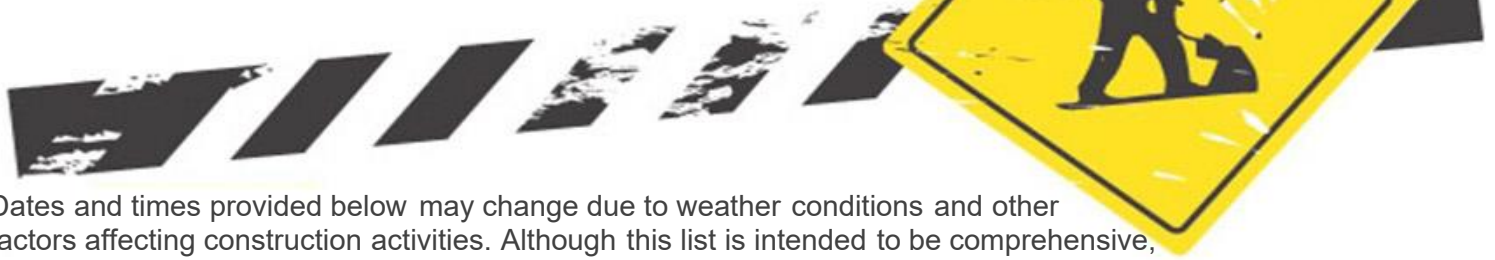 Dates and times provided below may change due to weather conditions and other
factors affecting construction activities. Although this list is intended to be comprehensive,